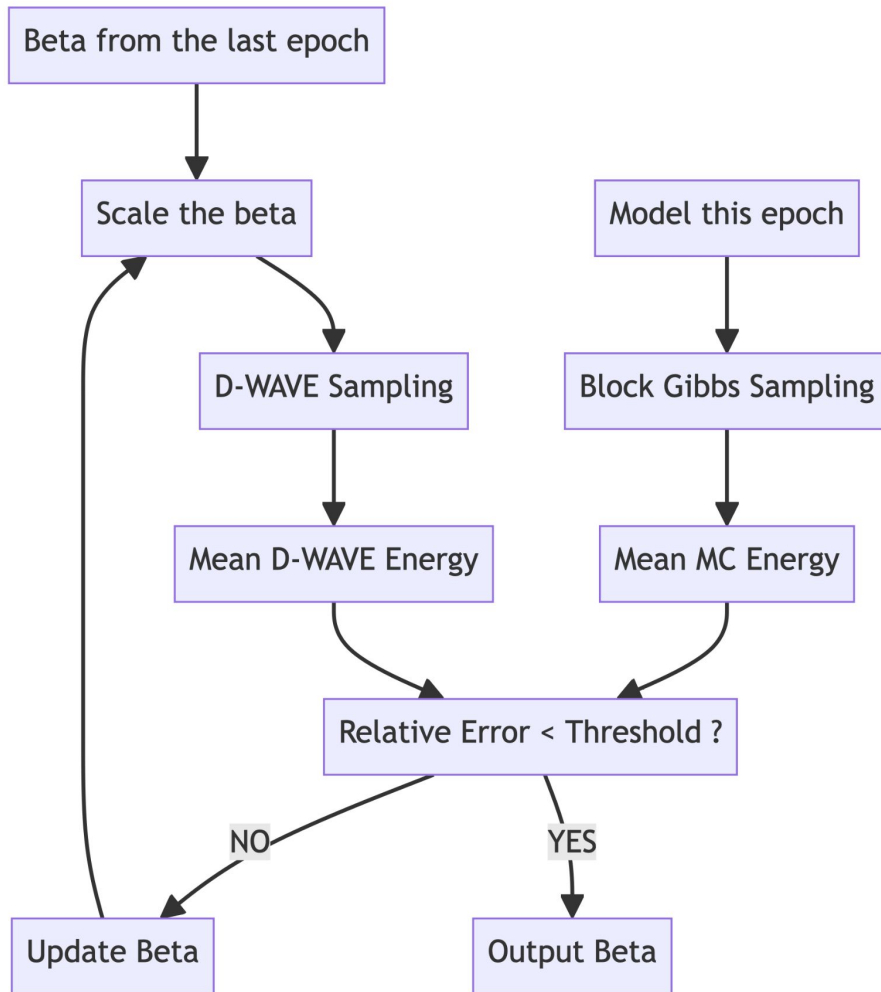 Beta from the last epoch
Scale the beta
Model this epoch
D-WAVE Sampling
Block Gibbs Sampling
Mean D-WAVE Energy
Mean MC Energy
Relative Error < Threshold ?
NO
YES
Update Beta
Output Beta